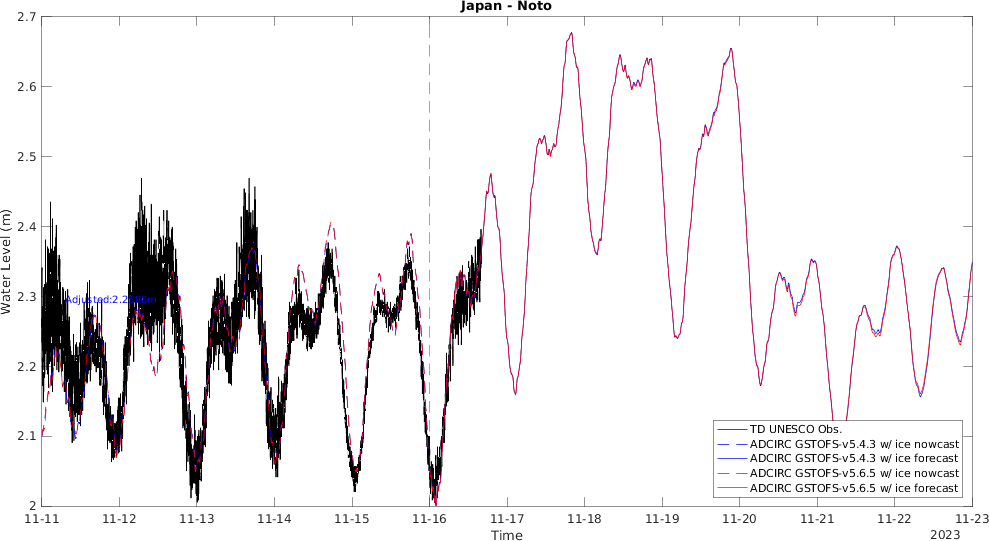 Japan - Noto
2.7
2.6
2.5
2.4
2.3
2.2
2.1
2
Water Level (m)
TD UNESCO Obs.
ADCIRC GSTOFS-v5.4.3 w/ ice nowcast
ADCIRC GSTOFS-v5.4.3 w/ ice forecast
ADCIRC GSTOFS-v5.6.5 w/ ice nowcast
ADCIRC GSTOFS-v5.6.5 w/ ice forecast
11-11 11-12 11-13 11-14 11-15 11-16 11-17 11-18 11-19 11-20 11-21 11-22 11-23
Time
2023